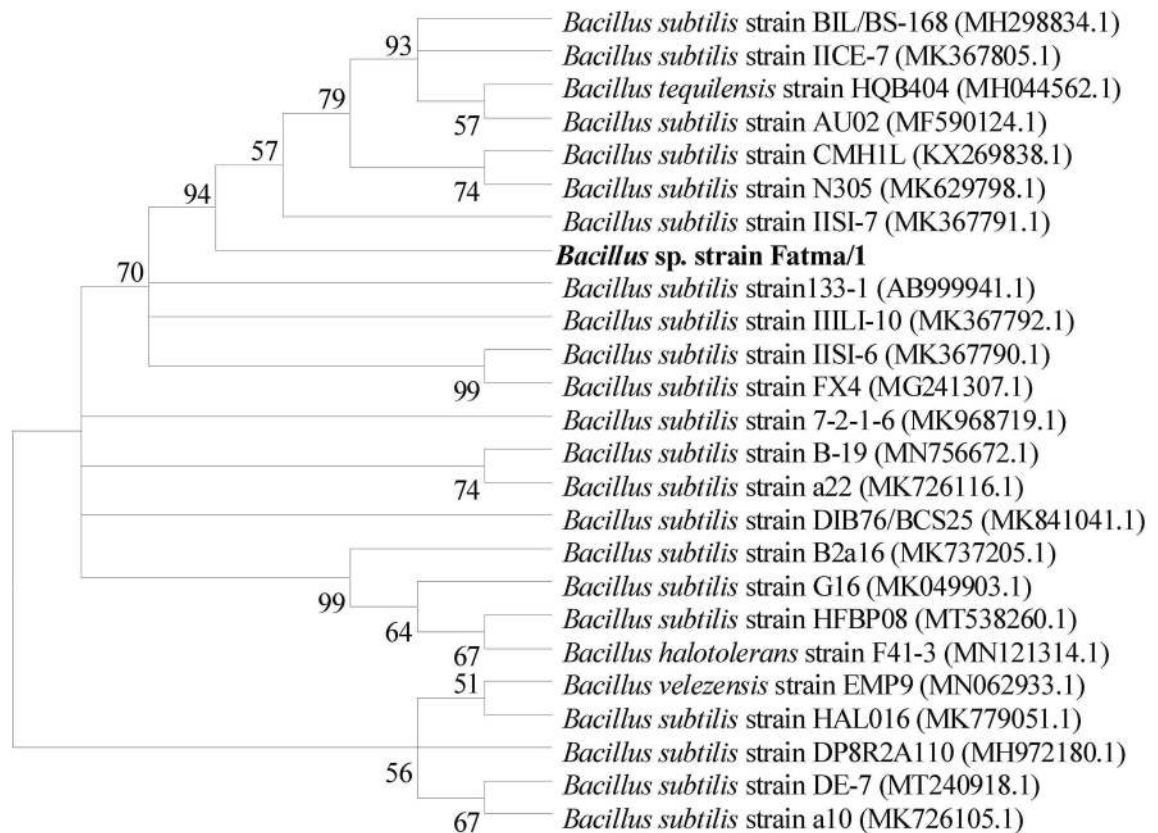 Bacillus subtilis strain BIL/BS-168 (MH298834.1)
93
Bacillus subtilis strain IICE-7 (MK367805.1)
79
Bacillus tequilensis strain HQB404 (MH044562.1)
57
Bacillus subtilis strain AU02 (MF590124.1)
57
Bacillus subtilis strain CMH1L (KX269838.1)
94
74
Bacillus subtilis strain N305 (MK629798.1)
Bacillus subtilis strain IISI-7 (MK367791.1)
Bacillus sp. strain Fatma/1
70
Bacillus subtilis strain133-1 (AB999941.1)
Bacillus subtilis strain IIILI-10 (MK367792.1)
Bacillus subtilis strain IISI-6 (MK367790.1)
99
Bacillus subtilis strain FX4 (MG241307.1)
Bacillus subtilis strain 7-2-1-6 (MK968719.1)
Bacillus subtilis strain B-19 (MN756672.1)
74
Bacillus subtilis strain a22 (MK726116.1)
Bacillus subtilis strain DIB76/BCS25 (MK841041.1)
Bacillus subtilis strain B2a16 (MK737205.1)
99
Bacillus subtilis strain G16 (MK049903.1)
64
Bacillus subtilis strain HFBP08 (MT538260.1)
67
Bacillus halotolerans strain F41-3 (MN121314.1)
51
Bacillus velezensis strain EMP9 (MN062933.1)
Bacillus subtilis strain HAL016 (MK779051.1)
Bacillus subtilis strain DP8R2A110 (MH972180.1)
56
Bacillus subtilis strain DE-7 (MT240918.1)
67
Bacillus subtilis strain a10 (MK726105.1)